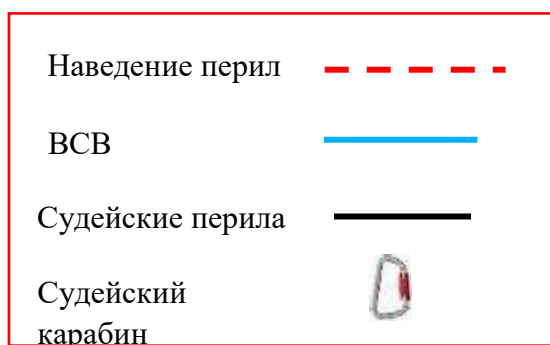 Наведение перил
ВСВ
Судейские перила
Судейский
карабин